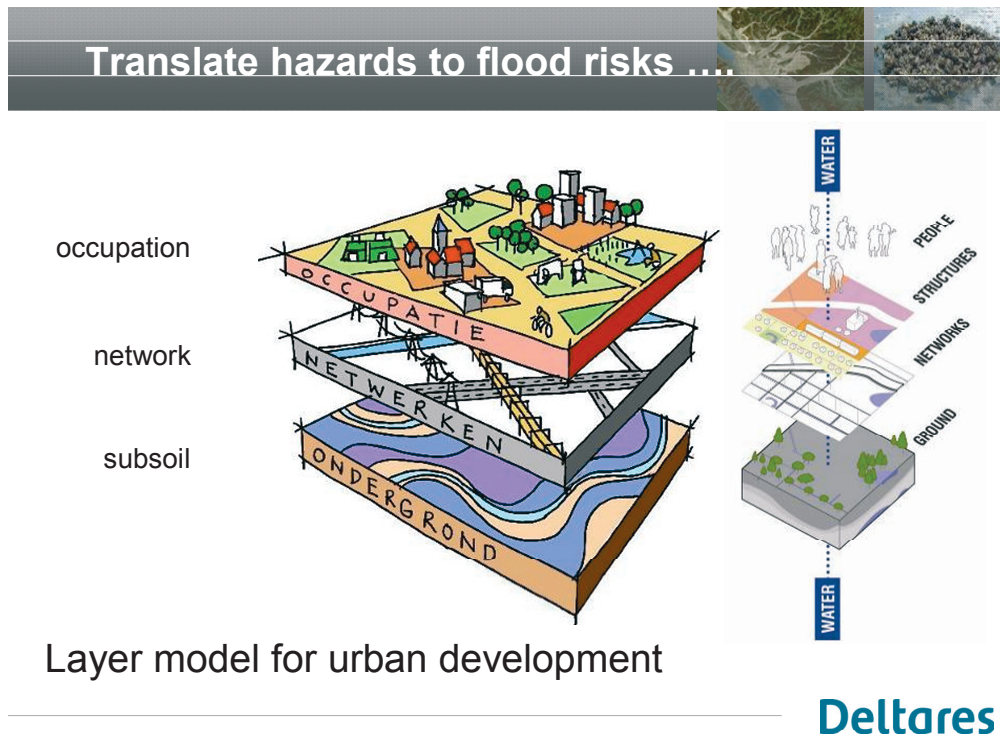 Translate hazards to flood risks ….
occupation
network
subsoil
OCCUPATIE
NETWERKEN
ONDERGROND
WATER
PEOPLE
STRUCTURES
NETWORKS
GROUND
WATER
Layer model for urban development
Deltares